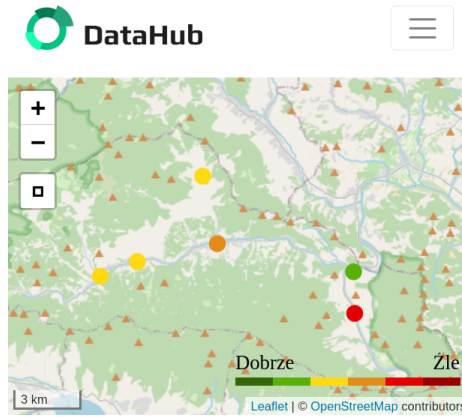 DataHub
+
−
Dobrze Źle
3 km
Leaflet | © OpenStreetMap contributors